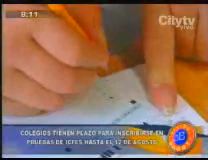 8:11
Citytv
COLEGIOS TIENEN PLAZO PARA INSCRIBIRSE EN
PRUEBAS DE ICFES HASTA EL 12 DE AGOSTO